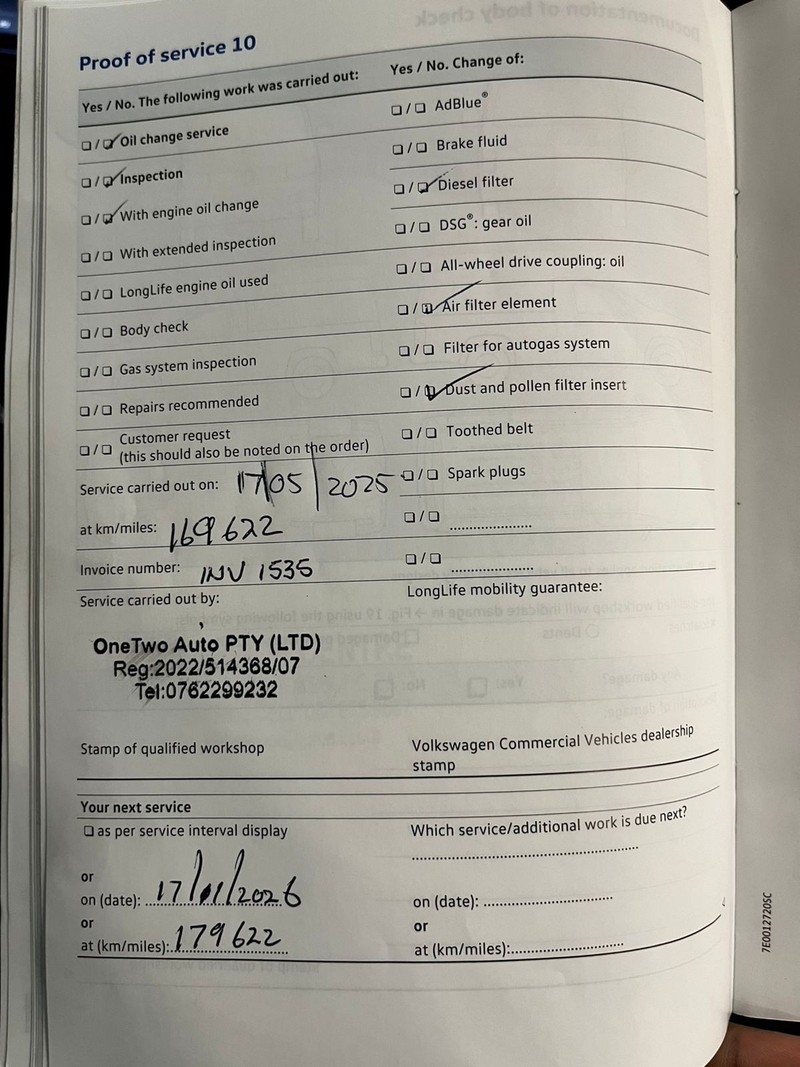 Proof of service 10
Yes / No. The following work was carried out:
☐ / ☑ Oil change service
☐ / ☑ Inspection
☐ / ☑ With engine oil change
☐ / ☐ With extended inspection
☐ / ☐ LongLife engine oil used
☐ / ☐ Body check
☐ / ☐ Gas system inspection
☐ / ☐ Repairs recommended
☐ / ☐ Customer request
(this should also be noted on the order)
Service carried out on: 17/05/2025
at km/miles: 169622
Invoice number: INV 1535
Service carried out by:
OneTwo Auto PTY (LTD)
Reg:2022/514368/07
Tel:0762299232
Stamp of qualified workshop
Yes / No. Change of:
☐ / ☐ AdBlue®
☐ / ☐ Brake fluid
☐ / ☑ Diesel filter
☐ / ☐ DSG®: gear oil
☐ / ☐ All-wheel drive coupling: oil
☐ / ☑ Air filter element
☐ / ☐ Filter for autogas system
☐ / ☑ Dust and pollen filter insert
☐ / ☐ Toothed belt
☐ / ☐ Spark plugs
☐ / ☐ ....................
☐ / ☐ ....................
LongLife mobility guarantee:
Volkswagen Commercial Vehicles dealership
stamp
Your next service
☐ as per service interval display
or
on (date): 17/01/2026
or
at (km/miles): 179622
Which service/additional work is due next?
on (date):
or
at (km/miles):
7E0012720SC